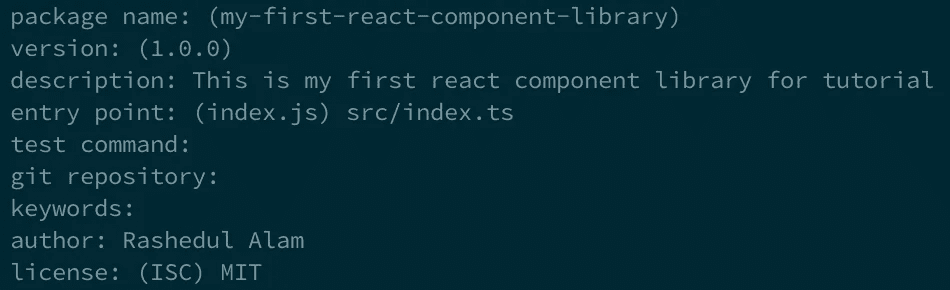 package name: (my-first-react-component-library)
version: (1.0.0)
description: This is my first react component library for tutorial
entry point: (index.js) src/index.ts
test command:
git repository:
keywords:
author: Rashedul Alam
license: (ISC) MIT